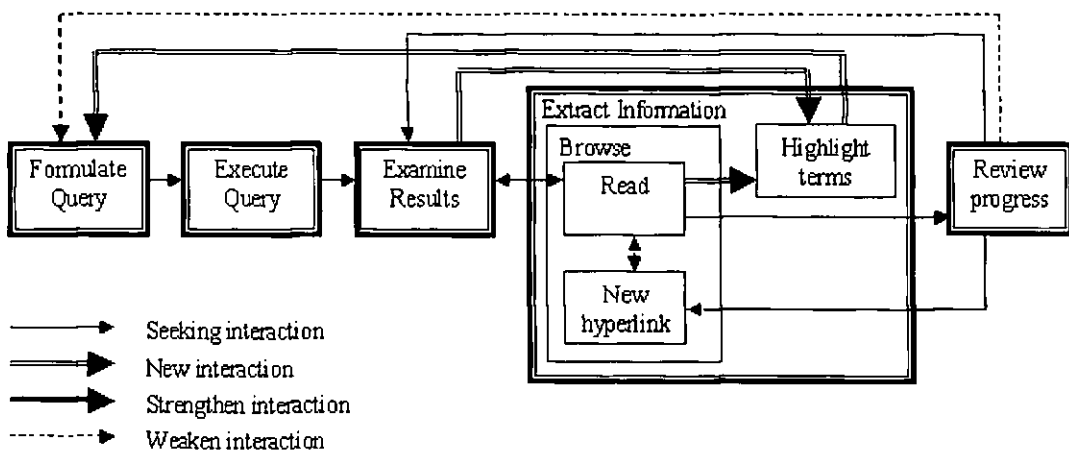 Extract Information
Formulate
Query
Execute
Query
Examine
Results
Browse
Read
Highlight
terms
Review
progress
New
hyperlink
Seeking interaction
New interaction
Strengthen interaction
Weaken interaction